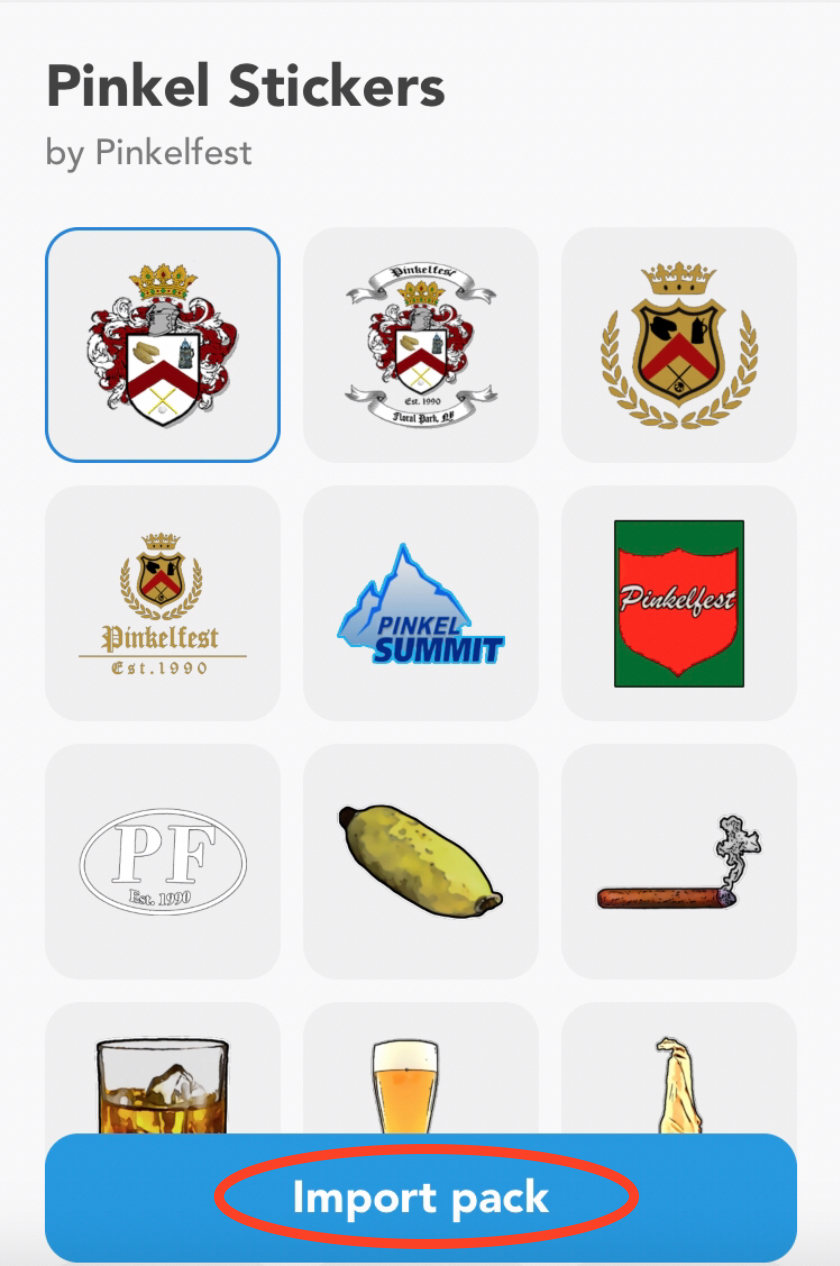 Pinkel Stickers
by Pinkelfest
Pinkelfest
Est. 1990
Floral Park, NY
Pinkelfest
Est.1990
PINKEL
SUMMIT
Pinkelfest
PF
Est. 1990
Import pack